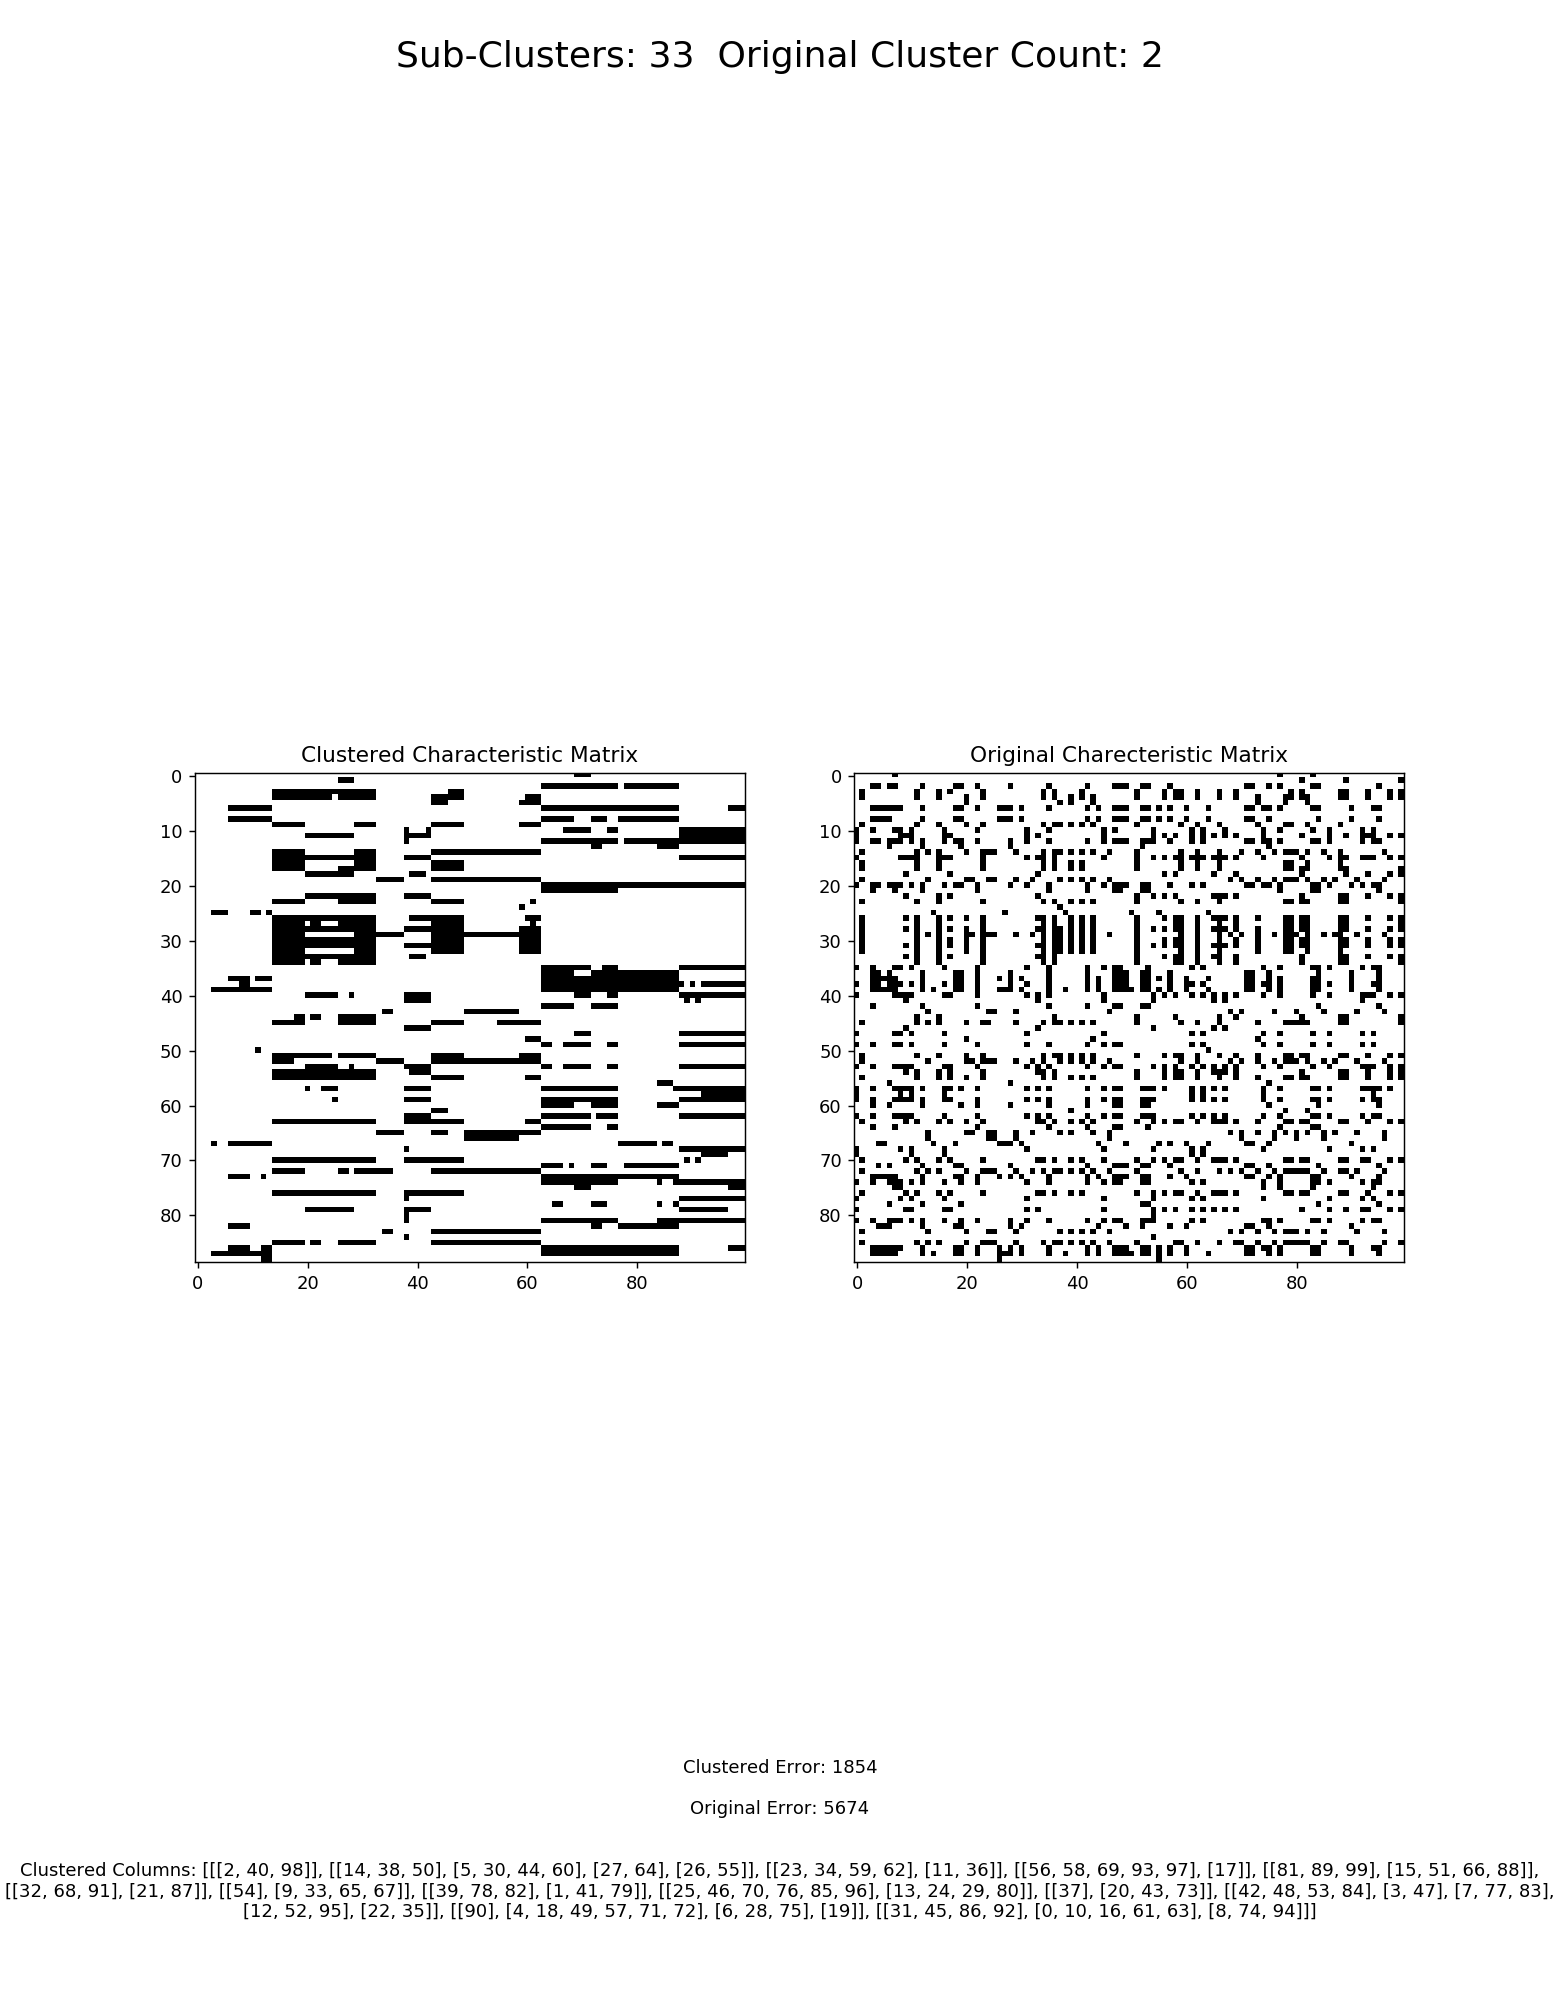 Sub-Clusters: 33  Original Cluster Count: 2
Clustered Characteristic Matrix
0
10
20
30
40
50
60
70
80
0 20 40 60 80
Original Charecteristic Matrix
0
10
20
30
40
50
60
70
80
0 20 40 60 80
Clustered Error: 1854
Original Error: 5674
Clustered Columns: [[[2, 40, 98]], [[14, 38, 50], [5, 30, 44, 60], [27, 64], [26, 55]], [[23, 34, 59, 62], [11, 36]], [[56, 58, 69, 93, 97], [17]], [[81, 89, 99], [15, 51, 66, 88]],
[[32, 68, 91], [21, 87]], [[54], [9, 33, 65, 67]], [[39, 78, 82], [1, 41, 79]], [[25, 46, 70, 76, 85, 96], [13, 24, 29, 80]], [[37], [20, 43, 73]], [[42, 48, 53, 84], [3, 47], [7, 77, 83],
[12, 52, 95], [22, 35]], [[90], [4, 18, 49, 57, 71, 72], [6, 28, 75], [19]], [[31, 45, 86, 92], [0, 10, 16, 61, 63], [8, 74, 94]]]